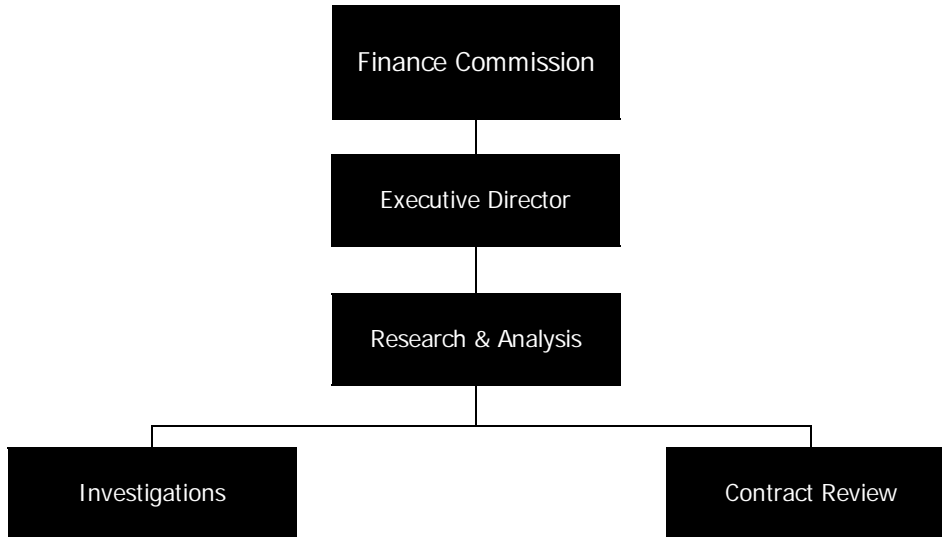 Finance Commission
Executive Director
Research & Analysis
Investigations
Contract Review